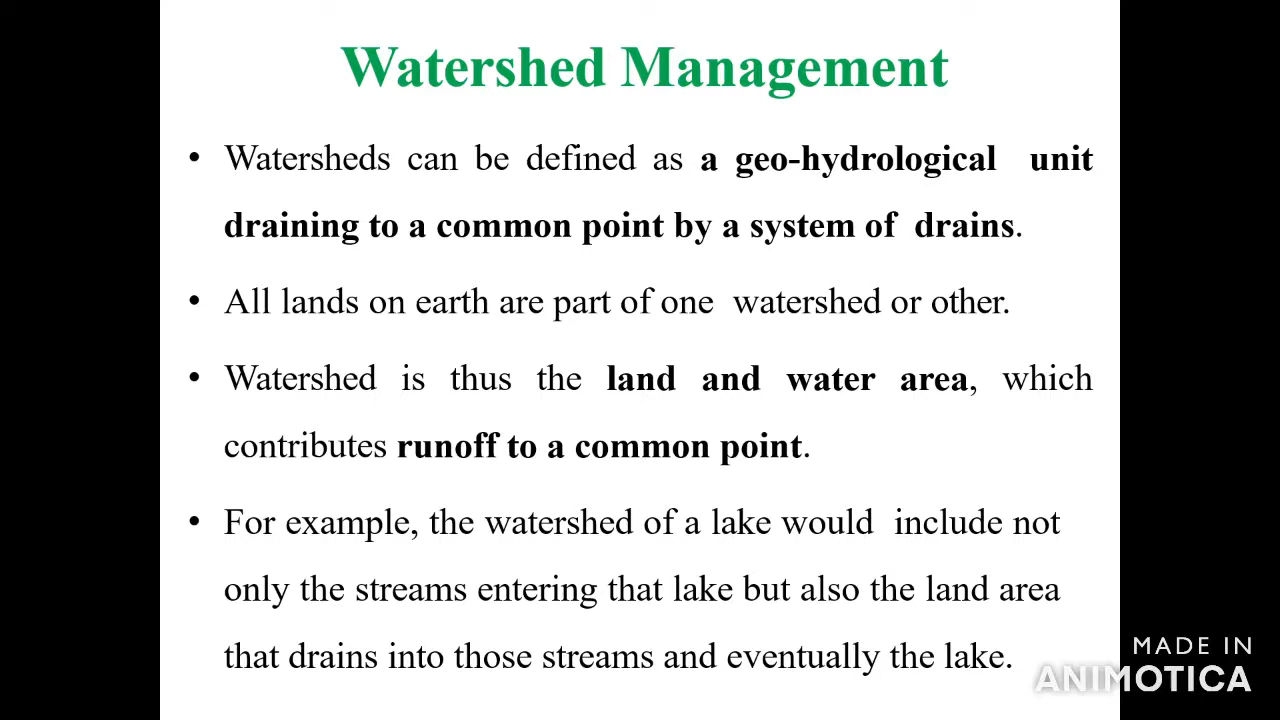 Watershed Management
• Watersheds can be defined as a geo-hydrological unit
draining to a common point by a system of drains.
• All lands on earth are part of one watershed or other.
• Watershed is thus the land and water area, which
contributes runoff to a common point.
• For example, the watershed of a lake would include not
only the streams entering that lake but also the land area
that drains into those streams and eventually the lake.
MADE IN
ANIMOTICA